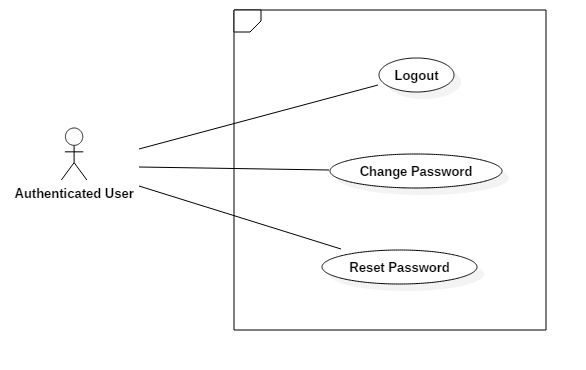 Logout
Change Password
Authenticated User
Reset Password